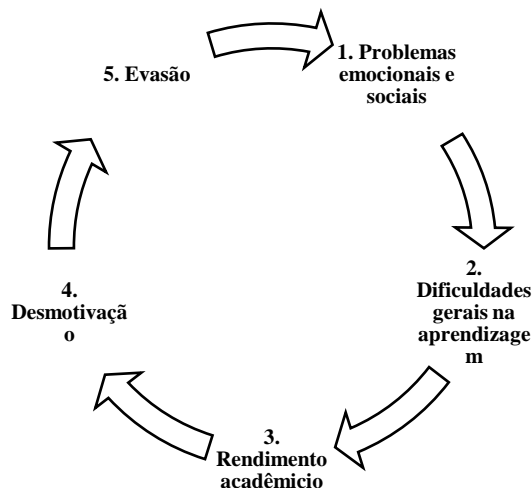 1. Problemas
emocionais e
sociais
2.
Dificuldades
gerais na
aprendizage
m
3.
Rendimento
acadêmicio
4.
Desmotivaçã
o
5. Evasão